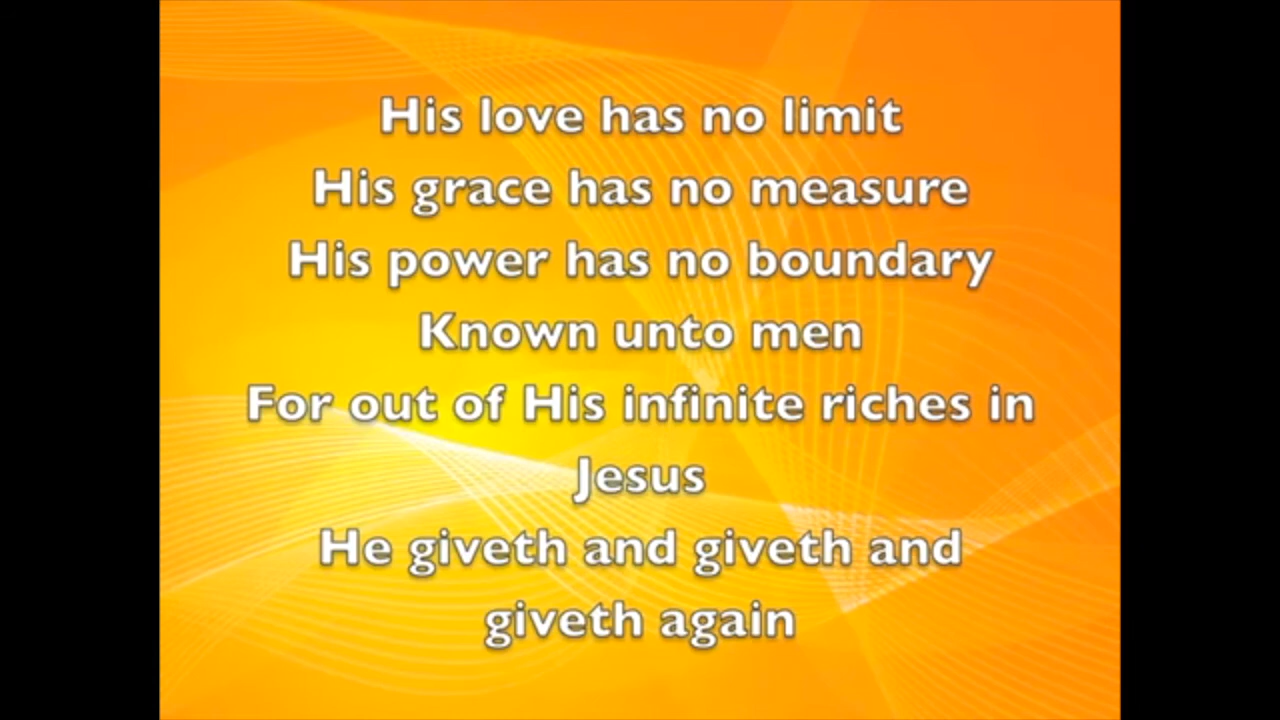 His love has no limit
His grace has no measure
His power has no boundary
Known unto men
For out of His infinite riches in
Jesus
He giveth and giveth and
giveth again